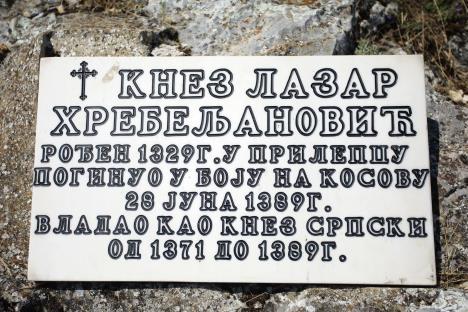 КНЕЗ ЛАЗАР
ХРЕБЕЉАНОВИЋ
РОЂЕН 1329Г. У ПРИЛЕПЦУ
ПОГИНУО У БОЈУ НА КОСОВУ
28 ЈУНА 1389Г.
ВЛАДАО КАО КНЕЗ СРПСКИ
ОД 1371 ДО 1389Г.